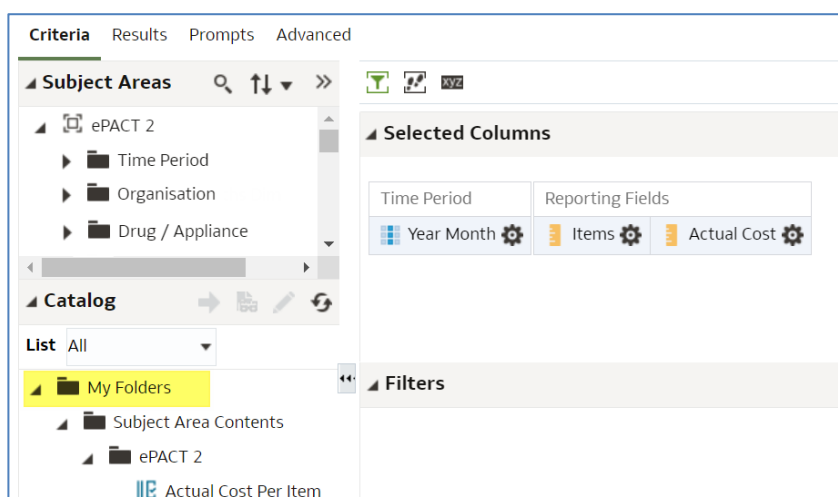 Criteria Results Prompts Advanced
Subject Areas
ePACT 2
Time Period
Organisation
Drug / Appliance
Catalog
List All
My Folders
Subject Area Contents
ePACT 2
Actual Cost Per Item
xyz
Selected Columns
Time Period Reporting Fields
Year Month Items Actual Cost
Filters